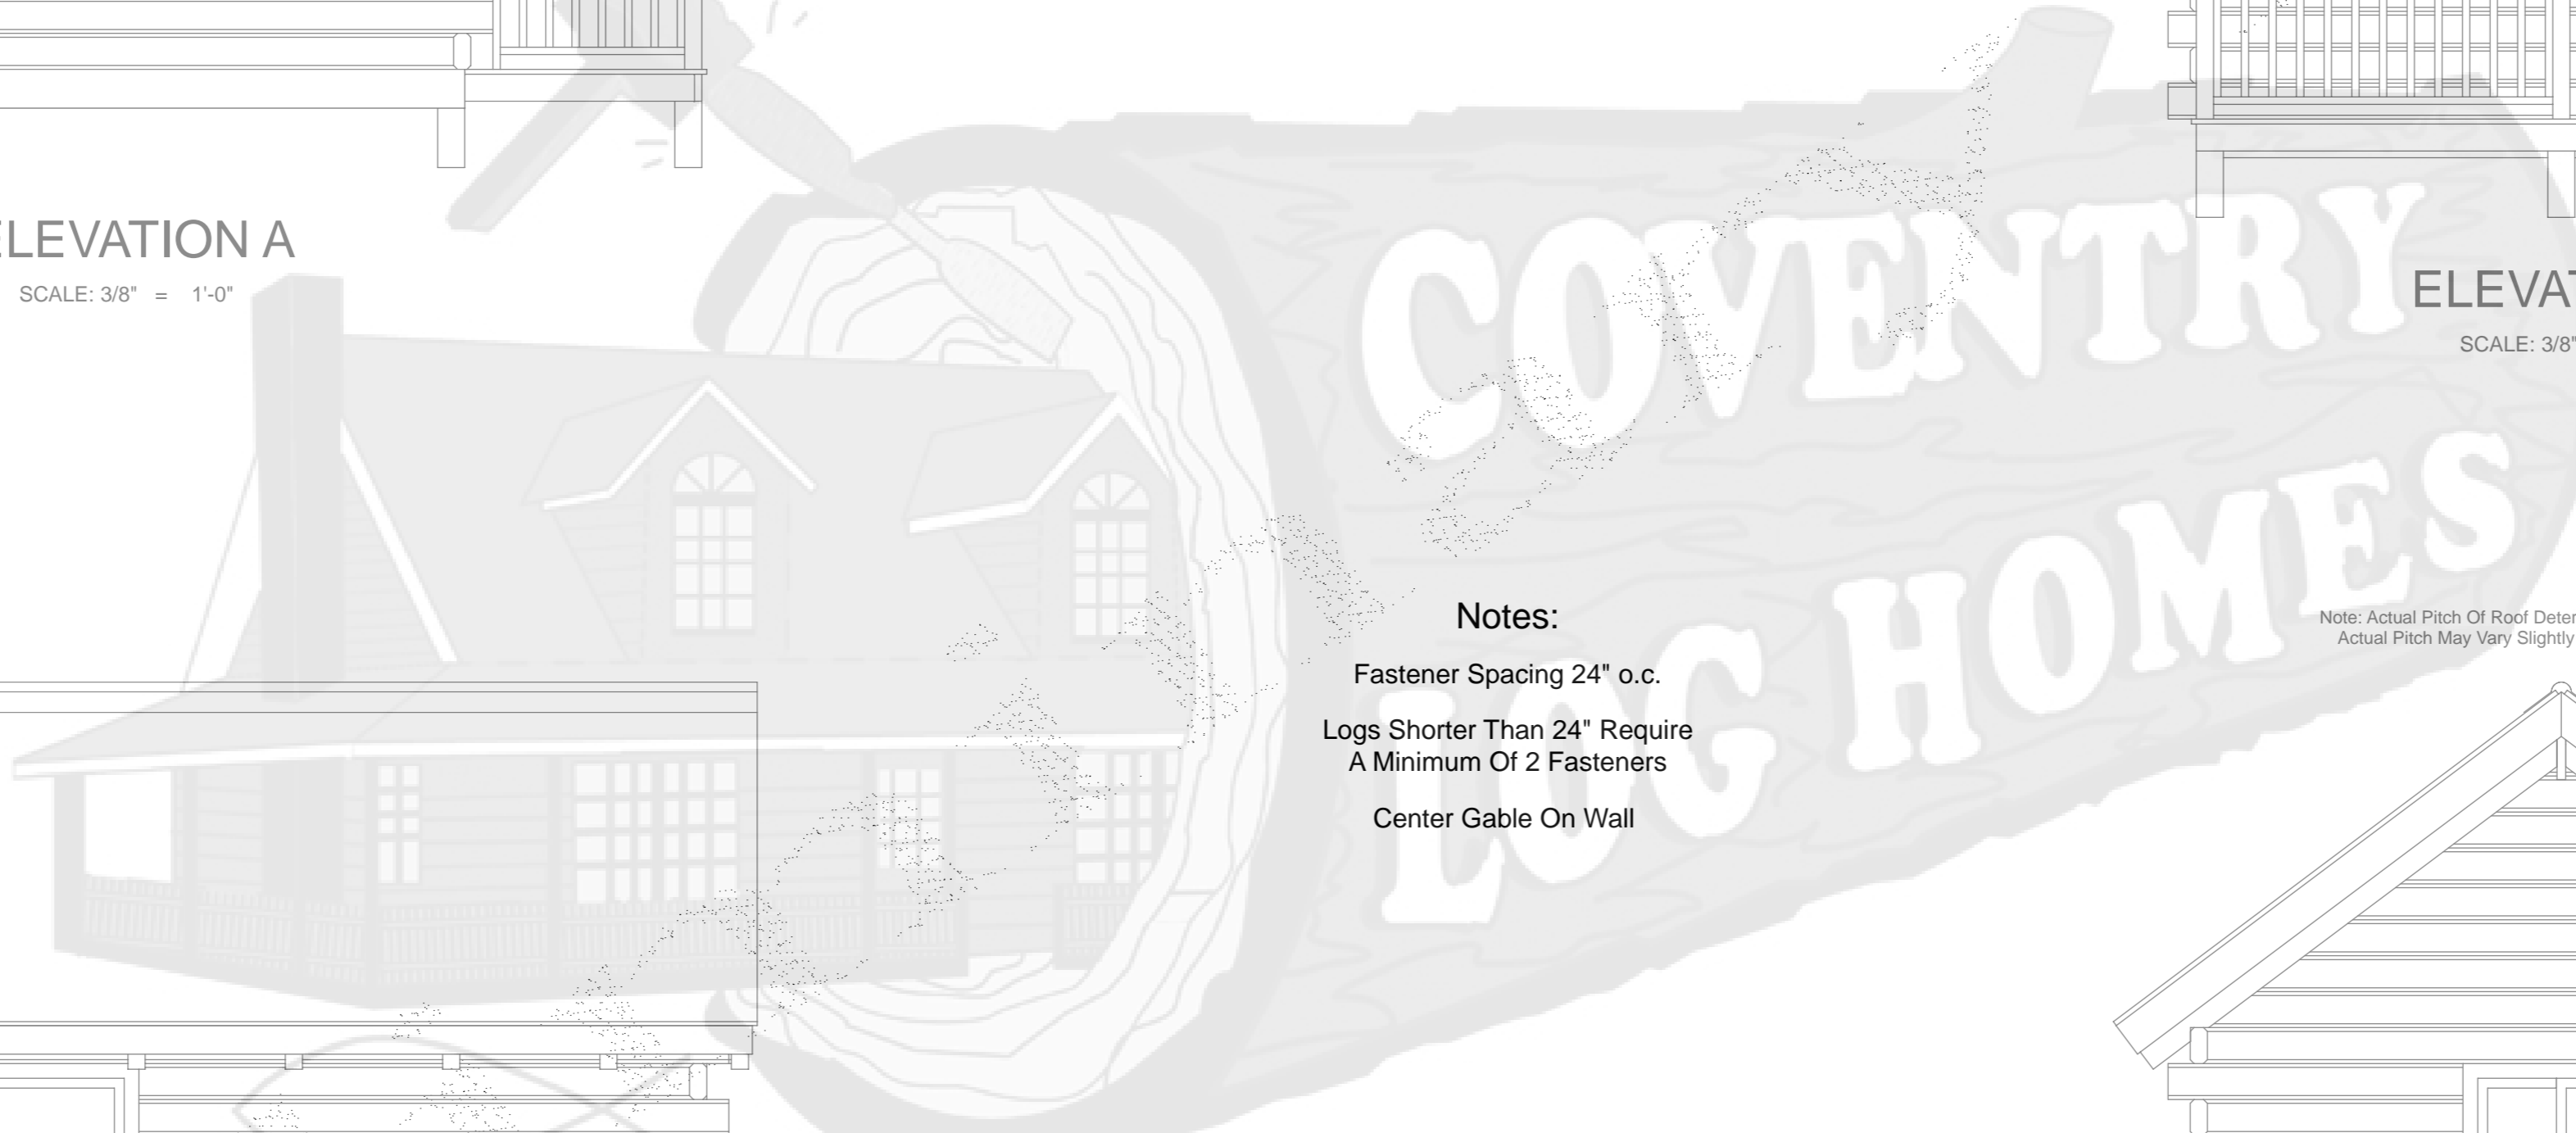 ELEVATION A
SCALE: 3/8" = 1'-0"
COVENTRY
LOG HOMES
ELEVAT
SCALE: 3/8"
Notes:
Fastener Spacing 24" o.c.
Logs Shorter Than 24" Require
A Minimum Of 2 Fasteners
Center Gable On Wall
Note: Actual Pitch Of Roof Deter
Actual Pitch May Vary Slightly